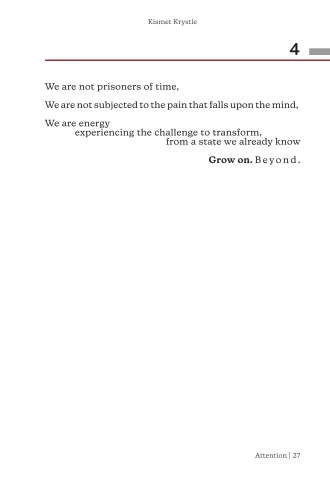 Kismet Krystle
4
We are not prisoners of time,
We are not subjected to the pain that falls upon the mind,
We are energy
experiencing the challenge to transform,
from a state we already know
Grow on. Beyond.
Attention | 27